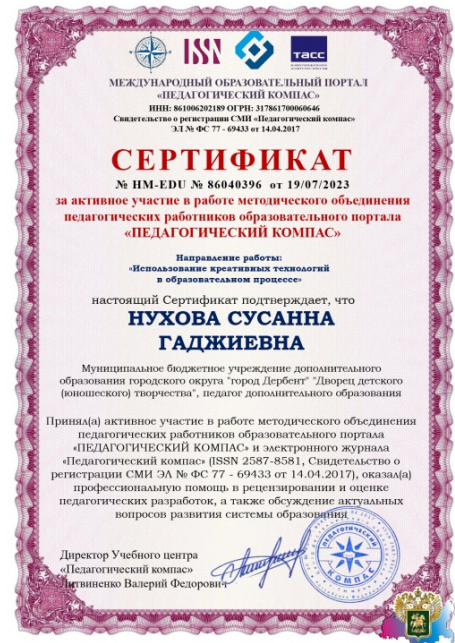 ISSN
ТАСС
МЕЖДУНАРОДНЫЙ ОБРАЗОВАТЕЛЬНЫЙ ПОРТАЛ
«ПЕДАГОГИЧЕСКИЙ КОМПАС»
ИНН: 861006202189 ОГРН: 317861700060646
Свидетельство о регистрации СМИ «Педагогический компас»
ЭЛ № ФС 77 - 69433 от 14.04.2017
СЕРТИФИКАТ
№ HM-EDU № 86040396 от 19/07/2023
за активное участие в работе методического объединения
педагогических работников образовательного портала
«ПЕДАГОГИЧЕСКИЙ КОМПАС»
Направление работы:
«Использование креативных технологий
в образовательном процессе»
настоящий Сертификат подтверждает, что
НУХОВА СУСАННА
ГАДЖИЕВНА
Муниципальное бюджетное учреждение дополнительного
образования городского округа "город Дербент" "Дворец детского
(юношеского) творчества", педагог дополнительного образования
Принял(а) активное участие в работе методического объединения
педагогических работников образовательного портала
«ПЕДАГОГИЧЕСКИЙ КОМПАС» и электронного журнала
«Педагогический компас» (ISSN 2587-8581, Свидетельство о
регистрации СМИ ЭЛ № ФС 77 - 69433 от 14.04.2017), оказал(а)
профессиональную помощь в рецензировании и оценке
педагогических разработок, а также обсуждение актуальных
вопросов развития системы образования
Директор Учебного центра
«Педагогический компас»
Литвиненко Валерий Федорович
ПЕДАГОГИЧЕСКИЙ
КОМПАС